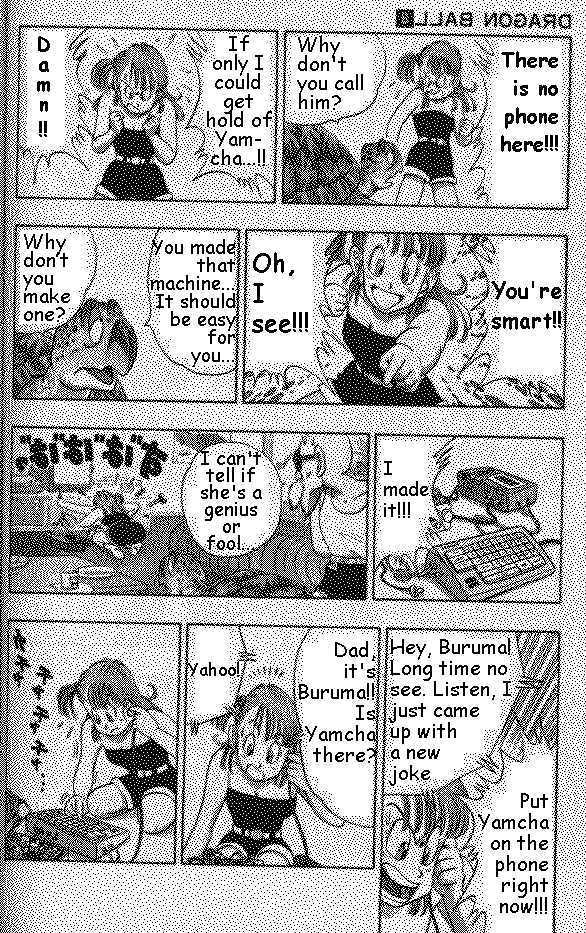 DRAGON BALL
D
a
m
n
!!
If
only I
could
get
hold of
Yam-
cha...!!
Why
don't
you call
him?
There
is no
phone
here!!!
Why
don't
you
make
one?
You made
that
machine...
It should
be easy
for
you...
Oh,
I
see!!!
You're
smart!!
I can't
tell if
she's a
genius
or
fool...
I
made
it!!!
Yahoo!
Dad,
it's
Buruma!!
Is
Yamcha
there?
Hey, Buruma!
Long time no
see. Listen, I
just came
up with
a new
joke
Put
Yamcha
on the
phone
right
now!!!